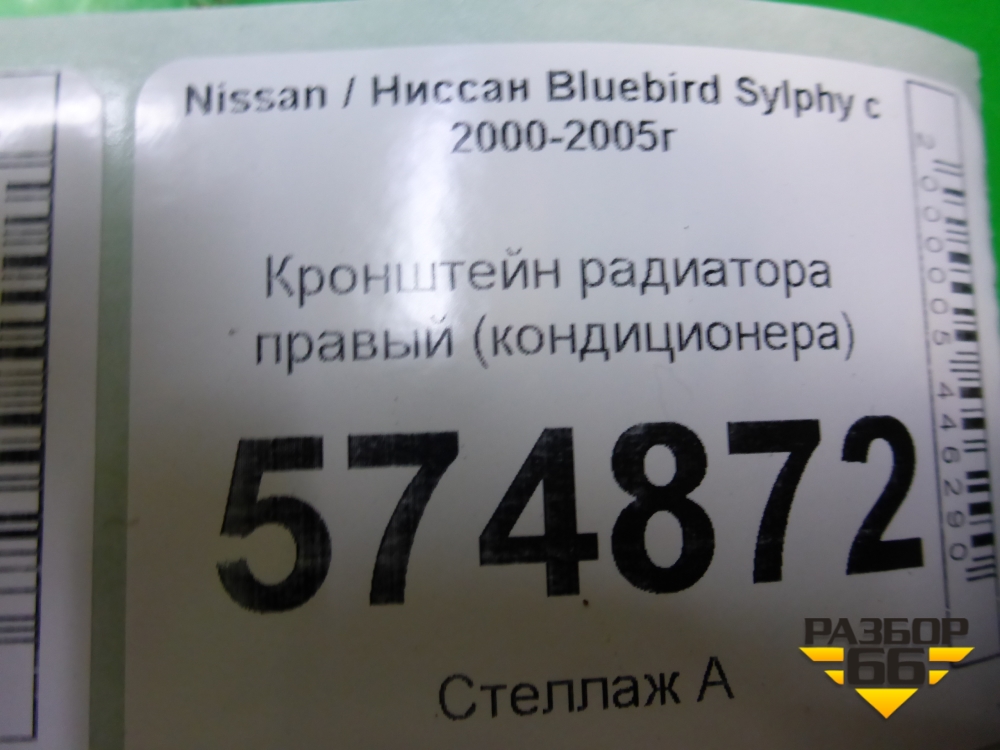 Nissan / Ниссан Bluebird Sylphy с
2000-2005г
Кронштейн радиатора
правый (кондиционера)
574872
Стеллаж А
2000005446290
РАЗБОР
66